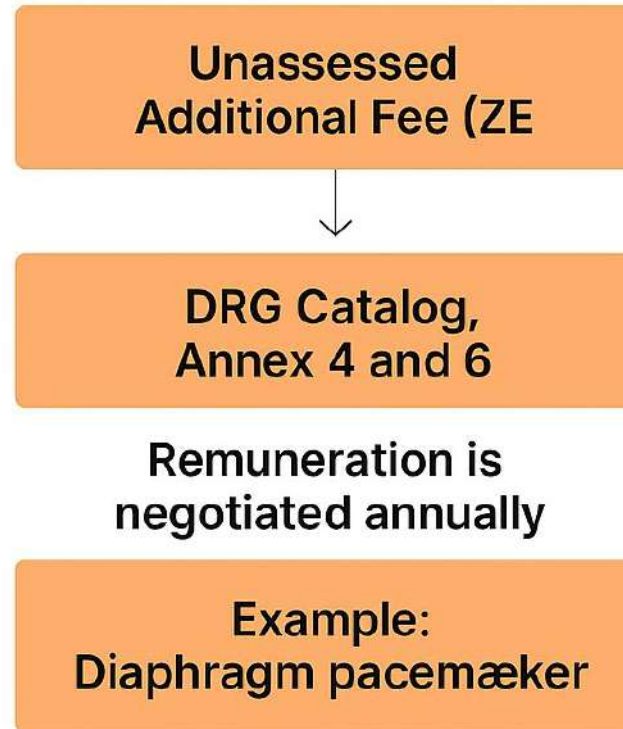 Unassessed
Additional Fee (ZE
DRG Catalog,
Annex 4 and 6
Remuneration is
negotiated annually
Example:
Diaphragm pacemæker